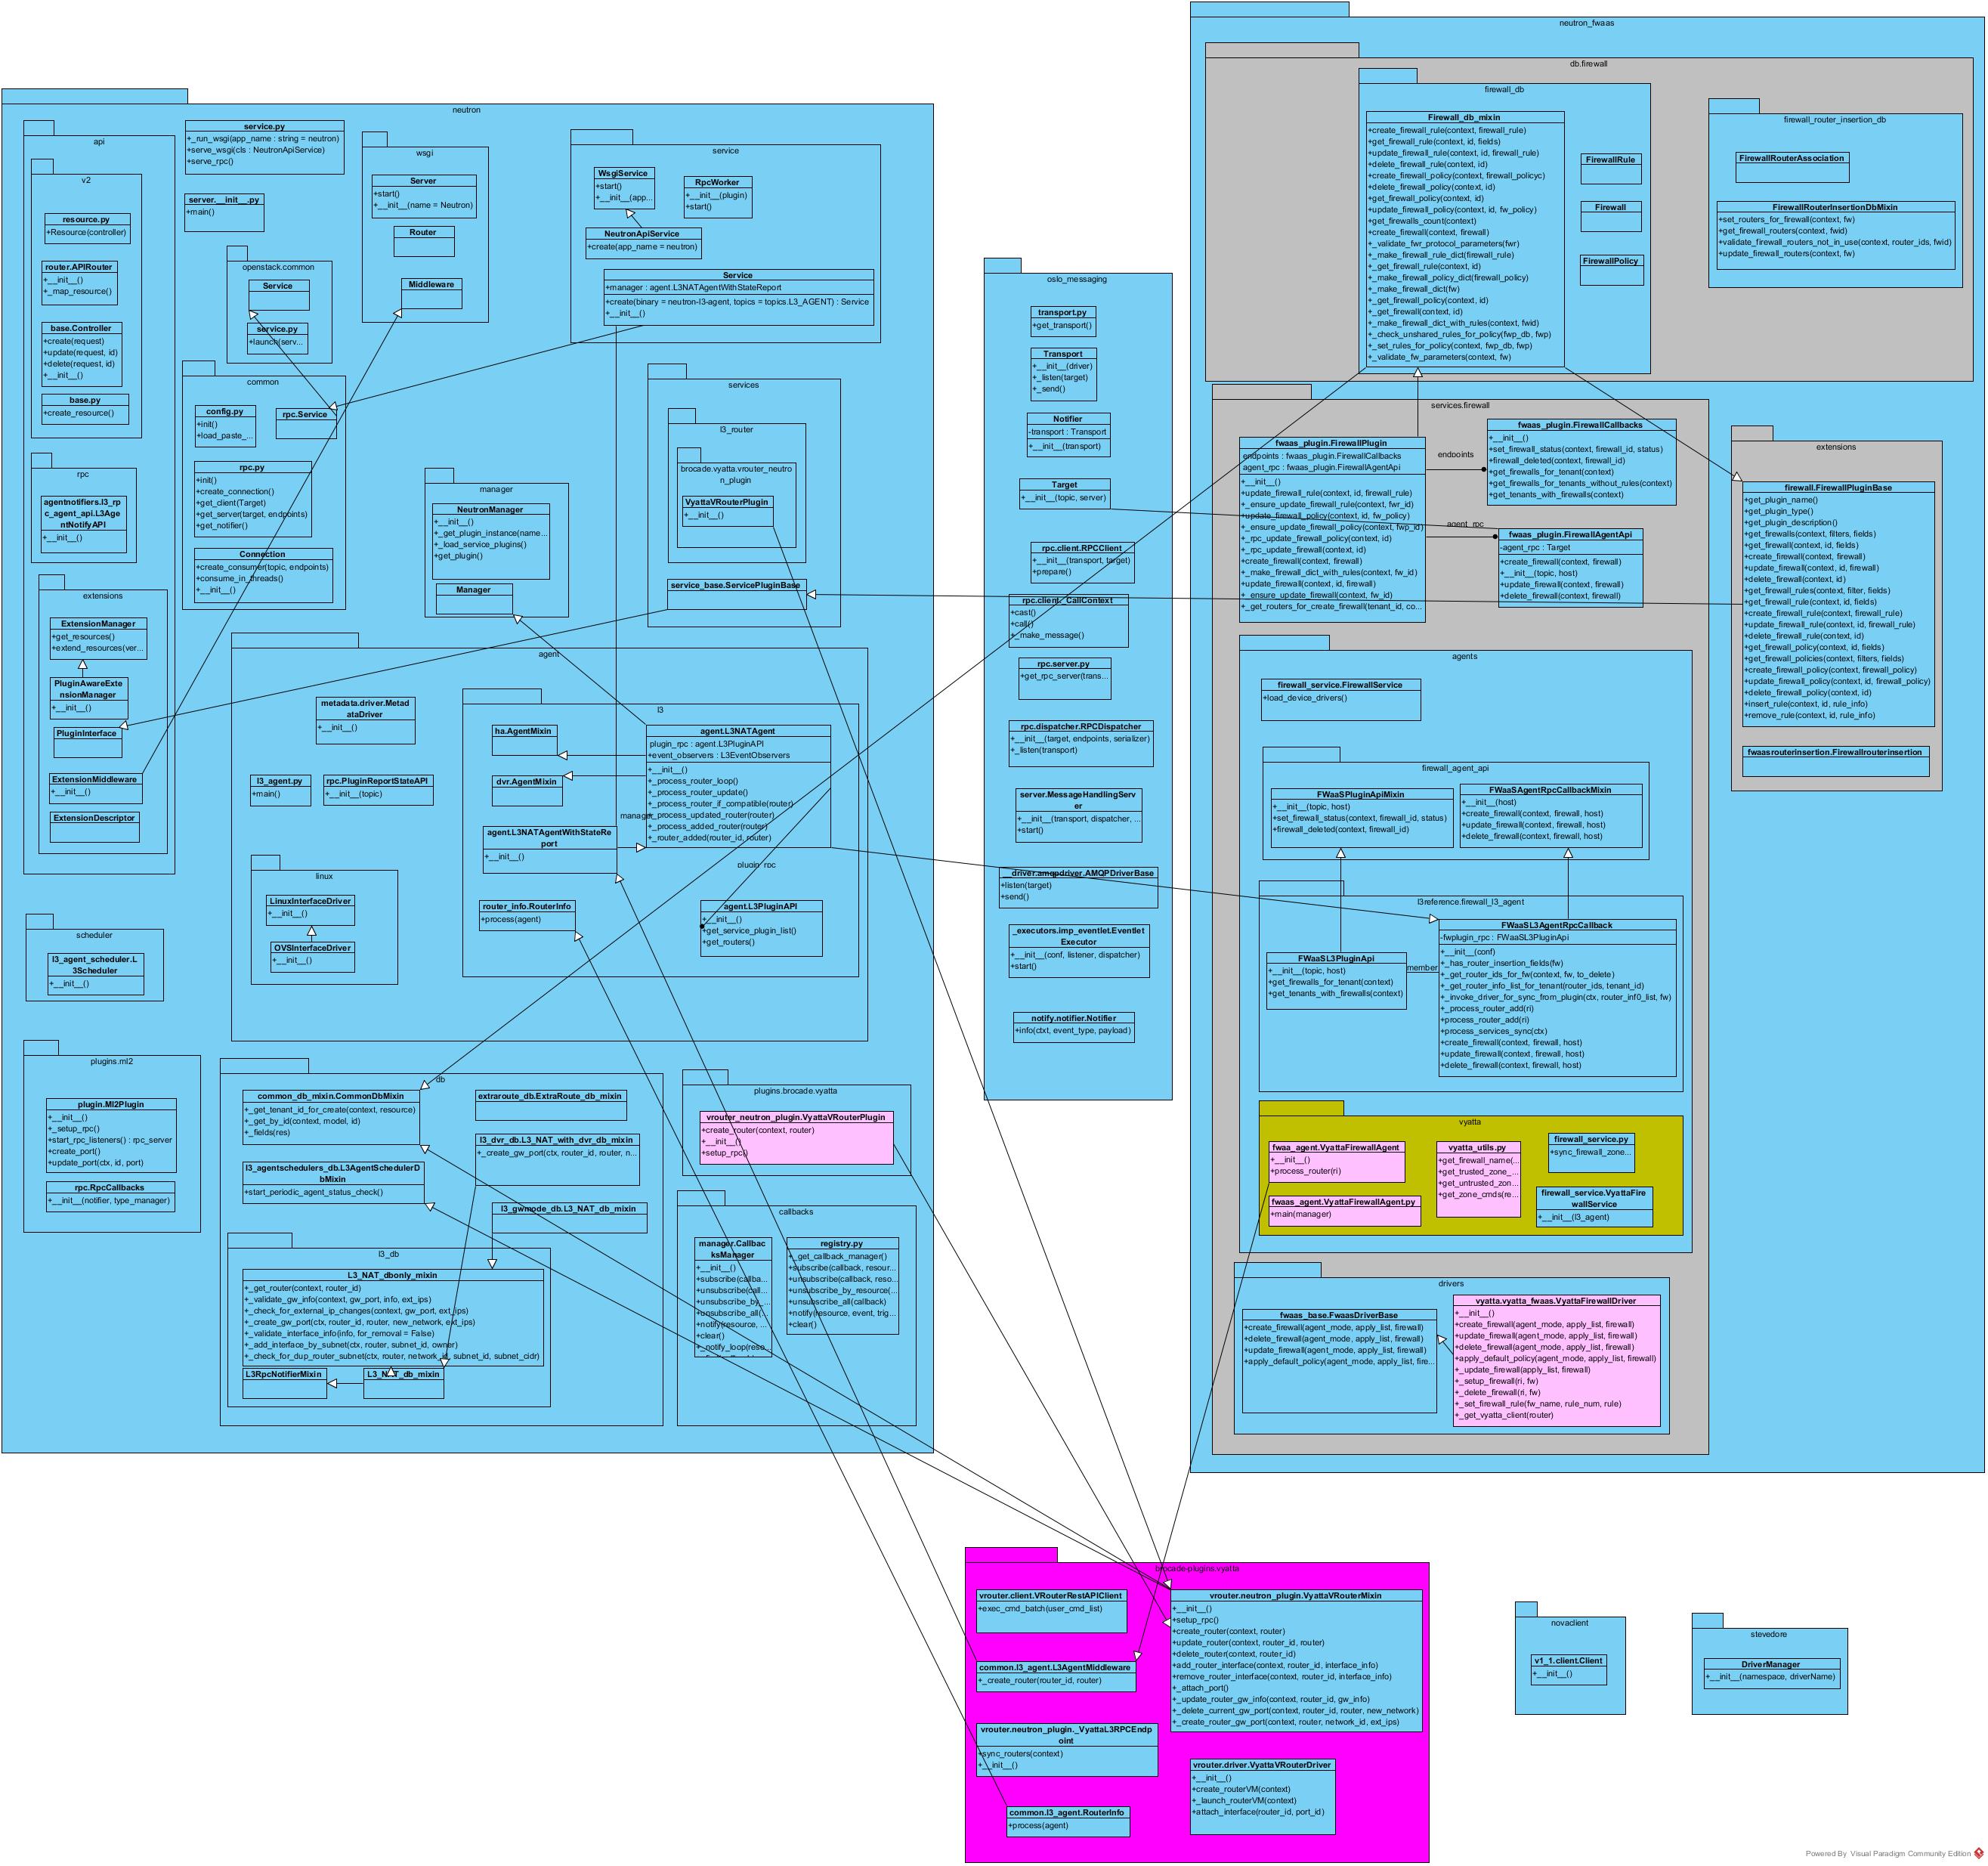 neutron
api
v2
resource.py
+Resource(controller)
router.APIRouter
+__init__()
+_map_resource()
base.Controller
+create(request)
+update(request, id)
+delete(request, id)
+__init__()
base.py
+create_resource()
rpc
agentnotifiers.l3_rp
c_agent_api.L3Age
ntNotifyAPI
+__init__()
extensions
ExtensionManager
+get_resources()
+extend_resources(ver...
PluginAwareExte
nsionManager
+__init__()
PluginInterface
ExtensionMiddleware
+__init__()
ExtensionDescriptor
scheduler
l3_agent_scheduler.L
3Scheduler
+__init__()
plugins.ml2
plugin.Ml2Plugin
+__init__()
+_setup_rpc()
+start_rpc_listeners() : rpc_server
+create_port()
+update_port(ctx, id, port)
rpc.RpcCallbacks
+__init__(notifier, type_manager)
service.py
+_run_wsgi(app_name : string = neutron)
+serve_wsgi(cls : NeutronApiService)
+serve_rpc()
server.__init__.py
+main()
openstack.common
Service
service.py
+launch(serv...
common
config.py
+init()
+load_paste_...
rpc.Service
rpc.py
+init()
+create_connection()
+get_client(Target)
+get_server(target, endpoints)
+get_notifier()
Connection
+create_consumer(topic, endpoints)
+consume_in_threads()
+__init__()
wsgi
Server
+start()
+__init__(name = Neutron)
Router
Middleware
service
WsgiService
+start()
+__init__(app...
RpcWorker
+__init__(plugin)
+start()
NeutronApiService
+create(app_name = neutron)
Service
+manager : agent.L3NATAgentWithStateReport
+create(binary = neutron-l3-agent, topics = topics.L3_AGENT) : Service
+__init__()
manager
NeutronManager
+__init__()
+_get_plugin_instance(name...
+_load_service_plugins()
+get_plugin()
Manager
services
l3_router
brocade.vyatta.vrouter_neutro
n_plugin
VyattaVRouterPlugin
+__init__()
service_base.ServicePluginBase
agent
metadata.driver.Metad
ataDriver
+__init__()
l3_agent.py
+main()
rpc.PluginReportStateAPI
+__init__(topic)
linux
LinuxInterfaceDriver
+__init__()
OVSInterfaceDriver
+__init__()
l3
ha.AgentMixin
dvr.AgentMixin
agent.L3NATAgent
plugin_rpc : agent.L3PluginAPI
+event_observers : L3EventObservers
+__init__()
+_process_router_loop()
+_process_router_update()
+_process_router_if_compatible(router)
+_process_updated_router(router)
+_process_added_router(router)
+_router_added(router_id, router)
manager
agent.L3NATAgentWithStateRe
port
+__init__()
plugin_rpc
router_info.RouterInfo
+process(agent)
agent.L3PluginAPI
+__init__()
+get_service_plugin_list()
+get_routers()
db
common_db_mixin.CommonDbMixin
+_get_tenant_id_for_create(context, resource)
+_get_by_id(context, model, id)
+_fields(res)
extraroute_db.ExtraRoute_db_mixin
l3_dvr_db.L3_NAT_with_dvr_db_mixin
+_create_gw_port(ctx, router_id, router, n...
l3_agentschedulers_db.L3AgentSchedulerD
bMixin
+start_periodic_agent_status_check()
l3_gwmode_db.L3_NAT_db_mixin
l3_db
L3_NAT_dbonly_mixin
+_get_router(context, router_id)
+_validate_gw_info(context, gw_port, info, ext_ips)
+_check_for_external_ip_changes(context, gw_port, ext_ips)
+_create_gw_port(ctx, router_id, router, new_network, ext_ips)
+_validate_interface_info(info, for_removal = False)
+_add_interface_by_subnet(ctx, router, subnet_id, owner)
+_check_for_dup_router_subnet(ctx, router, network_id, subnet_id, subnet_cidr)
L3RpcNotifierMixin
L3_NAT_db_mixin
plugins.brocade.vyatta
vrouter_neutron_plugin.VyattaVRouterPlugin
+create_router(context, router)
+__init__()
+setup_rpc()
callbacks
manager.Callbac
ksManager
+__init__()
+subscribe(callba...
+unsubscribe(call...
+unsubscribe_by_...
+unsubscribe_all(...
+notify(resource, ...
+clear()
+_notify_loop(reso...
registry.py
+_get_callback_manager()
+subscribe(callback, resour...
+unsubscribe(callback, reso...
+unsubscribe_by_resource(...
+unsubscribe_all(callback)
+notify(resource, event, trig...
+clear()
oslo_messaging
transport.py
+get_transport()
Transport
+__init__(driver)
+_listen(target)
+_send()
Notifier
-transport : Transport
+__init__(transport)
Target
+__init__(topic, server)
rpc.client.RPCClient
+__init__(transport, target)
+prepare()
rpc.client._CallContext
+cast()
+call()
+_make_message()
rpc.server.py
+get_rpc_server(trans...
rpc.dispatcher.RPCDispatcher
+__init__(target, endpoints, serializer)
+_listen(transport)
server.MessageHandlingServ
er
+__init__(transport, dispatcher, ...
+start()
_driver.amqpdriver.AMQPDriverBase
+listen(target)
+send()
_executors.imp_eventlet.Eventlet
Executor
+__init__(conf, listener, dispatcher)
+start()
notify.notifier.Notifier
+info(ctxt, event_type, payload)
neutron_fwaas
db.firewall
firewall_db
Firewall_db_mixin
+create_firewall_rule(context, firewall_rule)
+get_firewall_rule(context, id, fields)
+update_firewall_rule(context, id, firewall_rule)
+delete_firewall_rule(context, id)
+create_firewall_policy(context, firewall_policyc)
+delete_firewall_policy(context, id)
+get_firewall_policy(context, id)
+update_firewall_policy(context, id, fw_policy)
+get_firewalls_count(context)
+create_firewall(context, firewall)
+_validate_fwr_protocol_parameters(fwr)
+_make_firewall_rule_dict(firewall_rule)
+_get_firewall_rule(context, id)
+_make_firewall_policy_dict(firewall_policy)
+_make_firewall_dict(fw)
+_get_firewall_policy(context, id)
+_get_firewall(context, id)
+_make_firewall_dict_with_rules(context, fwid)
+_check_unshared_rules_for_policy(fwp_db, fwp)
+_set_rules_for_policy(context, fwp_db, fwp)
+_validate_fw_parameters(context, fw)
FirewallRule
Firewall
FirewallPolicy
firewall_router_insertion_db
FirewallRouterAssociation
FirewallRouterInsertionDbMixin
+set_routers_for_firewall(context, fw)
+get_firewall_routers(context, fwid)
+validate_firewall_routers_not_in_use(context, router_ids, fwid)
+update_firewall_routers(context, fw)
services.firewall
fwaas_plugin.FirewallPlugin
endpoints : fwaas_plugin.FirewallCallbacks
agent_rpc : fwaas_plugin.FirewallAgentApi
+__init__()
+update_firewall_rule(context, id, firewall_rule)
+_ensure_update_firewall_rule(context, fwr_id)
+update_firewall_policy(context, id, fw_policy)
+_ensure_update_firewall_policy(context, fwp_id)
+_rpc_update_firewall_policy(context, id)
+_rpc_update_firewall(context, id)
+create_firewall(context, firewall)
+_make_firewall_dict_with_rules(context, fw_id)
+update_firewall(context, id, firewall)
+_ensure_update_firewall(context, fw_id)
+_get_routers_for_create_firewall(tenant_id, co...
endpoints
agent_rpc
fwaas_plugin.FirewallCallbacks
+__init__()
+set_firewall_status(context, firewall_id, status)
+firewall_deleted(context, firewall_id)
+get_firewalls_for_tenant(context)
+get_firewalls_for_tenants_without_rules(context)
+get_tenants_with_firewalls(context)
fwaas_plugin.FirewallAgentApi
-agent_rpc : Target
+create_firewall(context, firewall)
+__init__(topic, host)
+update_firewall(context, firewall)
+delete_firewall(context, firewall)
extensions
firewall.FirewallPluginBase
+get_plugin_name()
+get_plugin_type()
+get_plugin_description()
+get_firewalls(context, filters, fields)
+get_firewall(context, id, fields)
+create_firewall(context, firewall)
+update_firewall(context, id, firewall)
+delete_firewall(context, id)
+get_firewall_rules(context, filter, fields)
+get_firewall_rule(context, id, fields)
+create_firewall_rule(context, firewall_rule)
+update_firewall_rule(context, id, firewall_rule)
+delete_firewall_rule(context, id)
+get_firewall_policy(context, id, fields)
+get_firewall_policies(context, filters, fields)
+create_firewall_policy(context, firewall_policy)
+update_firewall_policy(context, id, firewall_policy)
+delete_firewall_policy(context, id)
+insert_rule(context, id, rule_info)
+remove_rule(context, id, rule_info)
fwaasrouterinsertion.Firewallrouterinsertion
agents
firewall_service.FirewallService
+load_device_drivers()
firewall_agent_api
FWaaSPluginApiMixin
+__init__(topic, host)
+set_firewall_status(context, firewall_id, status)
+firewall_deleted(context, firewall_id)
FWaaSAgentRpcCallbackMixin
+__init__(host)
+create_firewall(context, firewall, host)
+update_firewall(context, firewall, host)
+delete_firewall(context, firewall, host)
l3reference.firewall_l3_agent
FWaaSL3PluginApi
+__init__(topic, host)
+get_firewalls_for_tenant(context)
+get_tenants_with_firewalls(context)
member
FWaaSL3AgentRpcCallback
-fwplugin_rpc : FWaaSL3PluginApi
+__init__(conf)
+_has_router_insertion_fields(fw)
+_get_router_ids_for_fw(context, fw, to_delete)
+_get_router_info_list_for_tenant(router_ids, tenant_id)
+_invoke_driver_for_sync_from_plugin(ctx, router_inf0_list, fw)
+_process_router_add(ri)
+process_router_add(ri)
+process_services_sync(ctx)
+create_firewall(context, firewall, host)
+update_firewall(context, firewall, host)
+delete_firewall(context, firewall, host)
vyatta
fwaa_agent.VyattaFirewallAgent
+__init__()
+process_router(ri)
fwaas_agent.VyattaFirewallAgent.py
+main(manager)
vyatta_utils.py
+get_firewall_name(...
+get_trusted_zone_...
+get_untrusted_zon...
+get_zone_cmds(re...
firewall_service.py
+sync_firewall_zone...
firewall_service.VyattaFire
wallService
+__init__(l3_agent)
drivers
fwaas_base.FwaasDriverBase
+create_firewall(agent_mode, apply_list, firewall)
+delete_firewall(agent_mode, apply_list, firewall)
+update_firewall(agent_mode, apply_list, firewall)
+apply_default_policy(agent_mode, apply_list, fire...
vyatta.vyatta_fwaas.VyattaFirewallDriver
+__init__()
+create_firewall(agent_mode, apply_list, firewall)
+update_firewall(agent_mode, apply_list, firewall)
+delete_firewall(agent_mode, apply_list, firewall)
+apply_default_policy(agent_mode, apply_list, firewall)
+_update_firewall(apply_list, firewall)
+_setup_firewall(ri, fw)
+_delete_firewall(ri, fw)
+_set_firewall_rule(fw_name, rule_num, rule)
+_get_vyatta_client(router)
brocade-plugins.vyatta
vrouter.client.VRouterRestAPIClient
+exec_cmd_batch(user_cmd_list)
common.l3_agent.L3AgentMiddleware
+_create_router(router_id, router)
vrouter.neutron_plugin._VyattaL3RPCEndp
oint
+sync_routers(context)
+__init__()
common.l3_agent.RouterInfo
+process(agent)
vrouter.neutron_plugin.VyattaVRouterMixin
+__init__()
+setup_rpc()
+create_router(context, router)
+update_router(context, router_id, router)
+delete_router(context, router_id)
+add_router_interface(context, router_id, interface_info)
+remove_router_interface(context, router_id, interface_info)
+_attach_port()
+_update_router_gw_info(context, router_id, gw_info)
+_delete_current_gw_port(context, router_id, router, new_network)
+_create_router_gw_port(context, router, network_id, ext_ips)
vrouter.driver.VyattaVRouterDriver
+__init__()
+create_routerVM(context)
+_launch_routerVM(context)
+attach_interface(router_id, port_id)
novaclient
v1_1.client.Client
+__init__()
stevedore
DriverManager
+__init__(namespace, driverName)
Powered By Visual Paradigm Community Edition